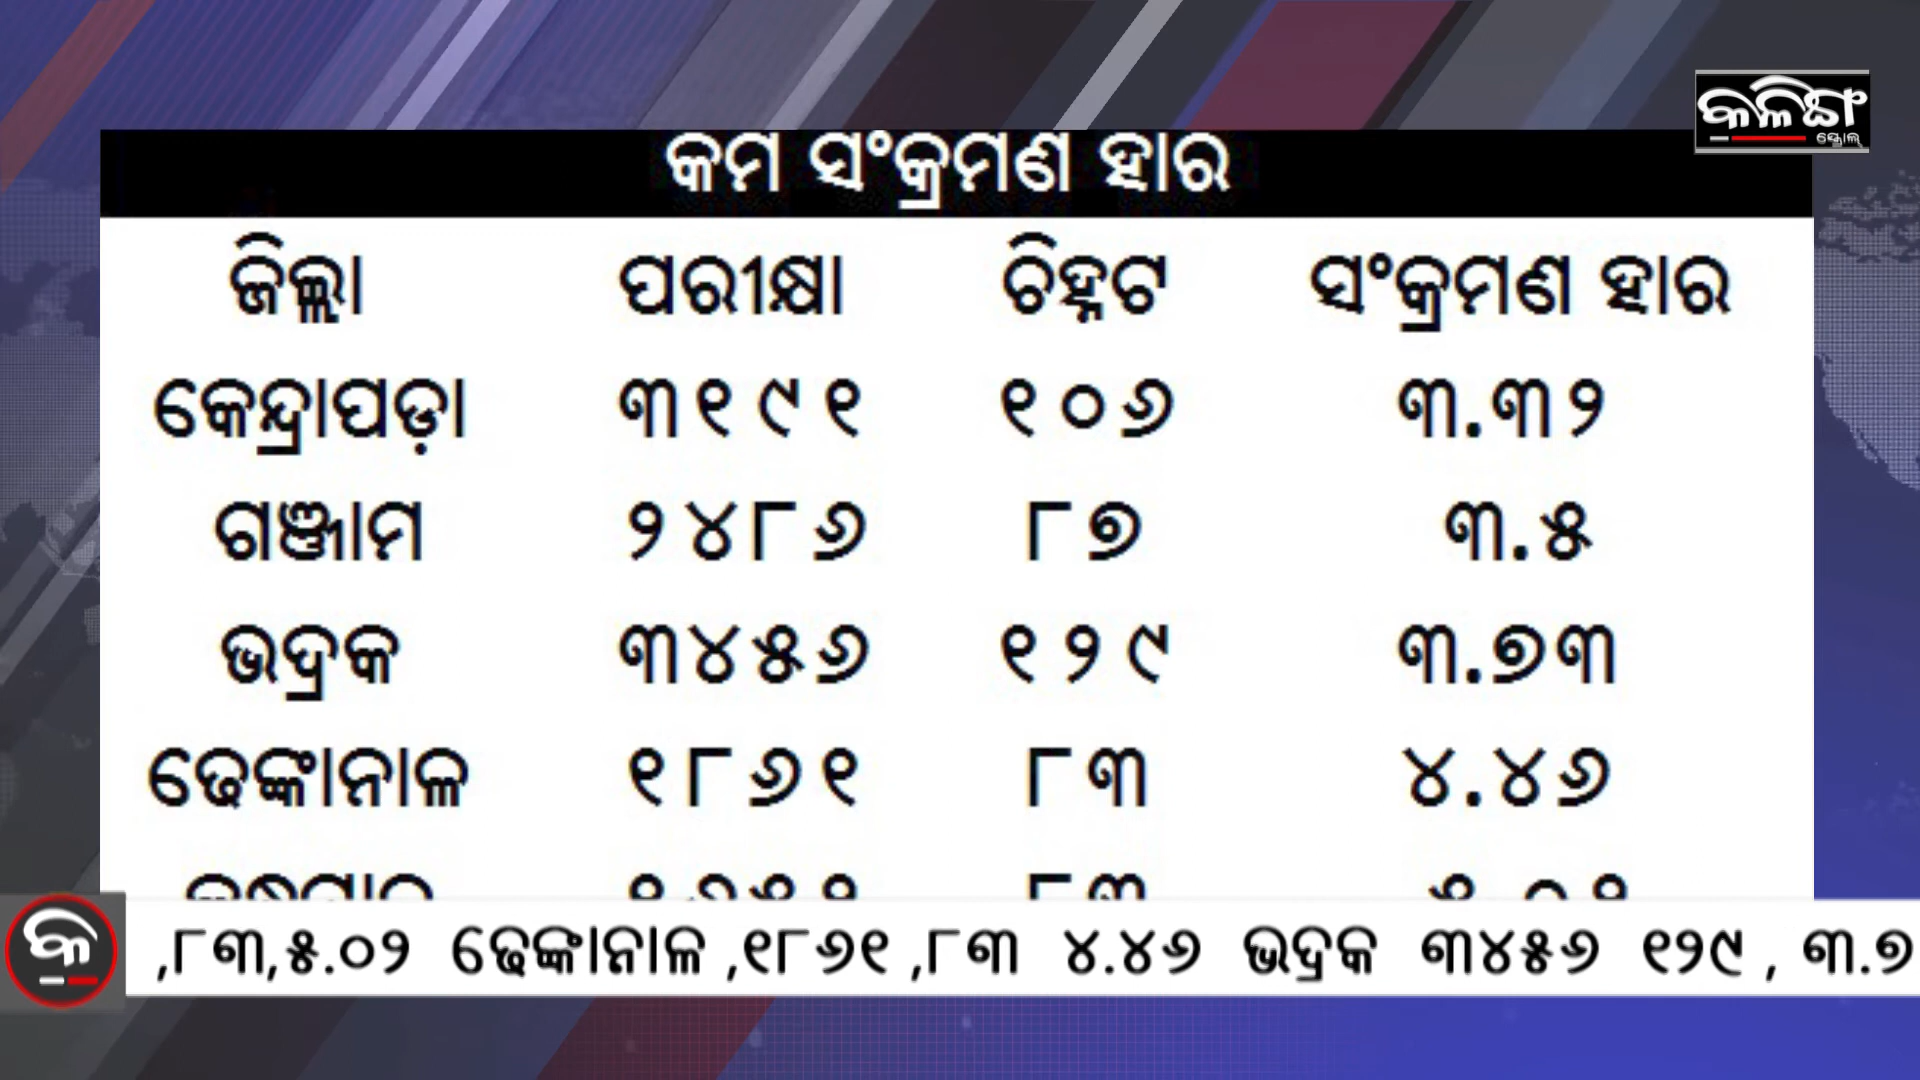 କଳିଙ୍ଗ
ସ୍କ୍ରୋଲ୍
କମ ସଂକ୍ରମଣ ହାର
ଜିଲ୍ଲା ପରୀକ୍ଷା ଚିହ୍ନଟ ସଂକ୍ରମଣ ହାର
କେନ୍ଦ୍ରାପଡ଼ା ୩୧୯୧ ୧୦୬ ୩.୩୨
ଗଞ୍ଜାମ ୨୪୮୬ ୮୭ ୩.୫
ଭଦ୍ରକ ୩୪୫୬ ୧୨୯ ୩.୭୩
ଢେଙ୍କାନାଳ ୧୮୬୧ ୮୩ ୪.୪୬
,୮୩,୫.୦୨ ଢେଙ୍କାନାଳ ,୧୮୬୧ ,୮୩ ୪.୪୬ ଭଦ୍ରକ ୩୪୫୬ ୧୨୯ , ୩.୭